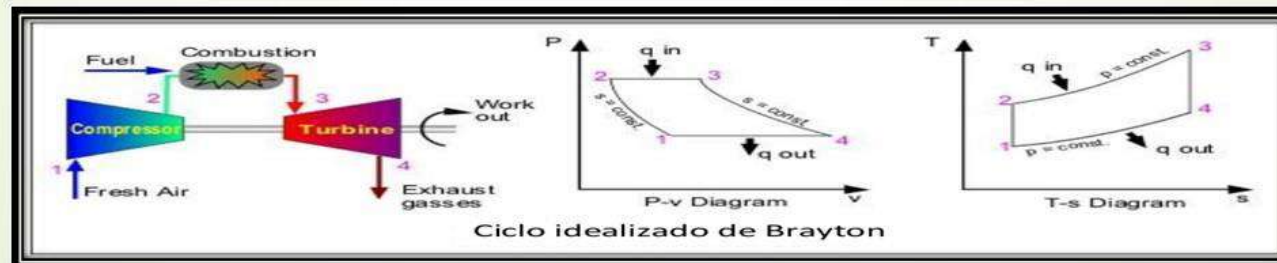 Fuel
Combustion
2
3
Compressor
Turbine
Work
out
1
4
Fresh Air
Exhaust
gasses
P
q in
2
3
s = const.
s = const.
1
4
q out
P-v Diagram
v
T
q in
p = const.
3
2
4
1
p = const.
q out
T-s Diagram
s
Ciclo idealizado de Brayton